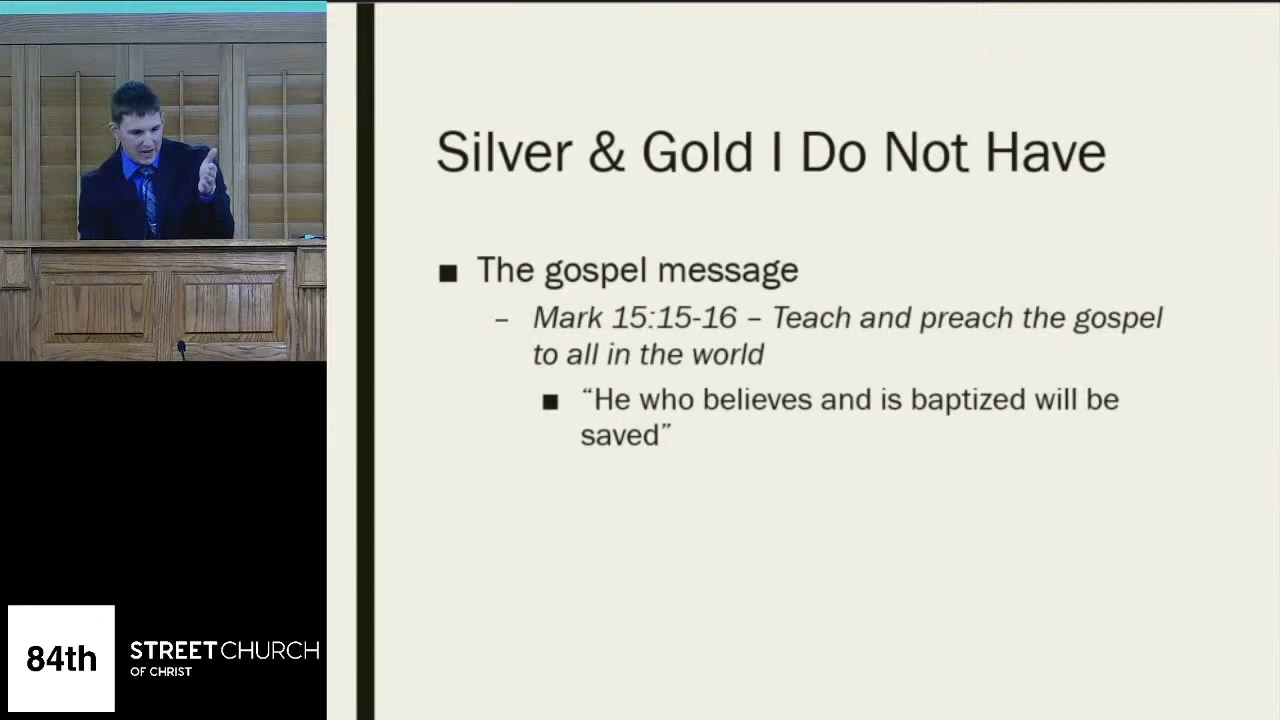 Silver & Gold I Do Not Have
■ The gospel message
– Mark 15:15-16 – Teach and preach the gospel
to all in the world
■ “He who believes and is baptized will be
saved”
84th
STREET CHURCH
OF CHRIST